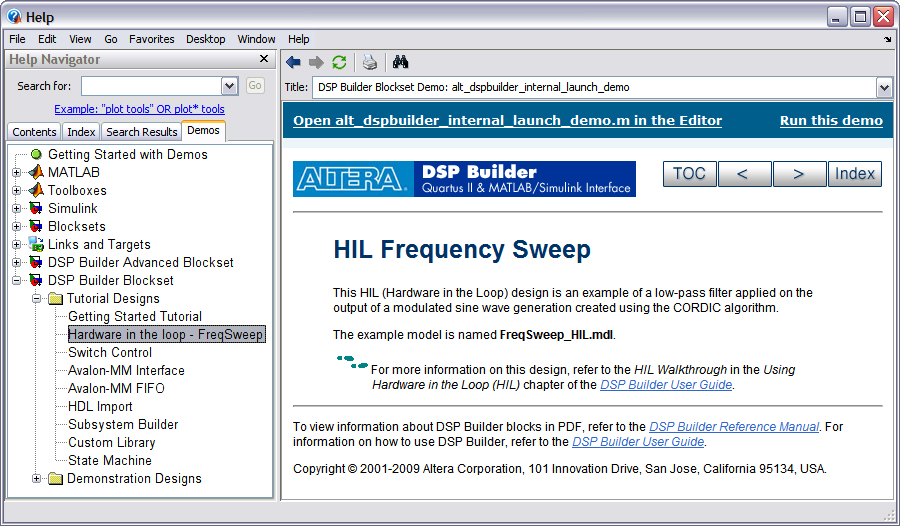 Help
File Edit View Go Favorites Desktop Window Help
Help Navigator
Search for: Go
Example: "plot tools" OR plot* tools
Contents Index Search Results Demos
Getting Started with Demos
MATLAB
Toolboxes
Simulink
Blocksets
Links and Targets
DSP Builder Advanced Blockset
DSP Builder Blockset
Tutorial Designs
Getting Started Tutorial
Hardware in the loop - FreqSweep
Switch Control
Avalon-MM Interface
Avalon-MM FIFO
HDL Import
Subsystem Builder
Custom Library
State Machine
Demonstration Designs
Title: DSP Builder Blockset Demo: alt_dspbuilder_internal_launch_demo
Open alt_dspbuilder_internal_launch_demo.m in the Editor Run this demo
ALTERA. DSP Builder
Quartus II & MATLAB/Simulink Interface
TOC < > Index
HIL Frequency Sweep
This HIL (Hardware in the Loop) design is an example of a low-pass filter applied on the
output of a modulated sine wave generation created using the CORDIC algorithm.
The example model is named FreqSweep_HIL.mdl.
For more information on this design, refer to the HIL Walkthrough in the Using
Hardware in the Loop (HIL) chapter of the DSP Builder User Guide.
To view information about DSP Builder blocks in PDF, refer to the DSP Builder Reference Manual. For
information on how to use DSP Builder, refer to the DSP Builder User Guide.
Copyright © 2001-2009 Altera Corporation, 101 Innovation Drive, San Jose, California 95134, USA.